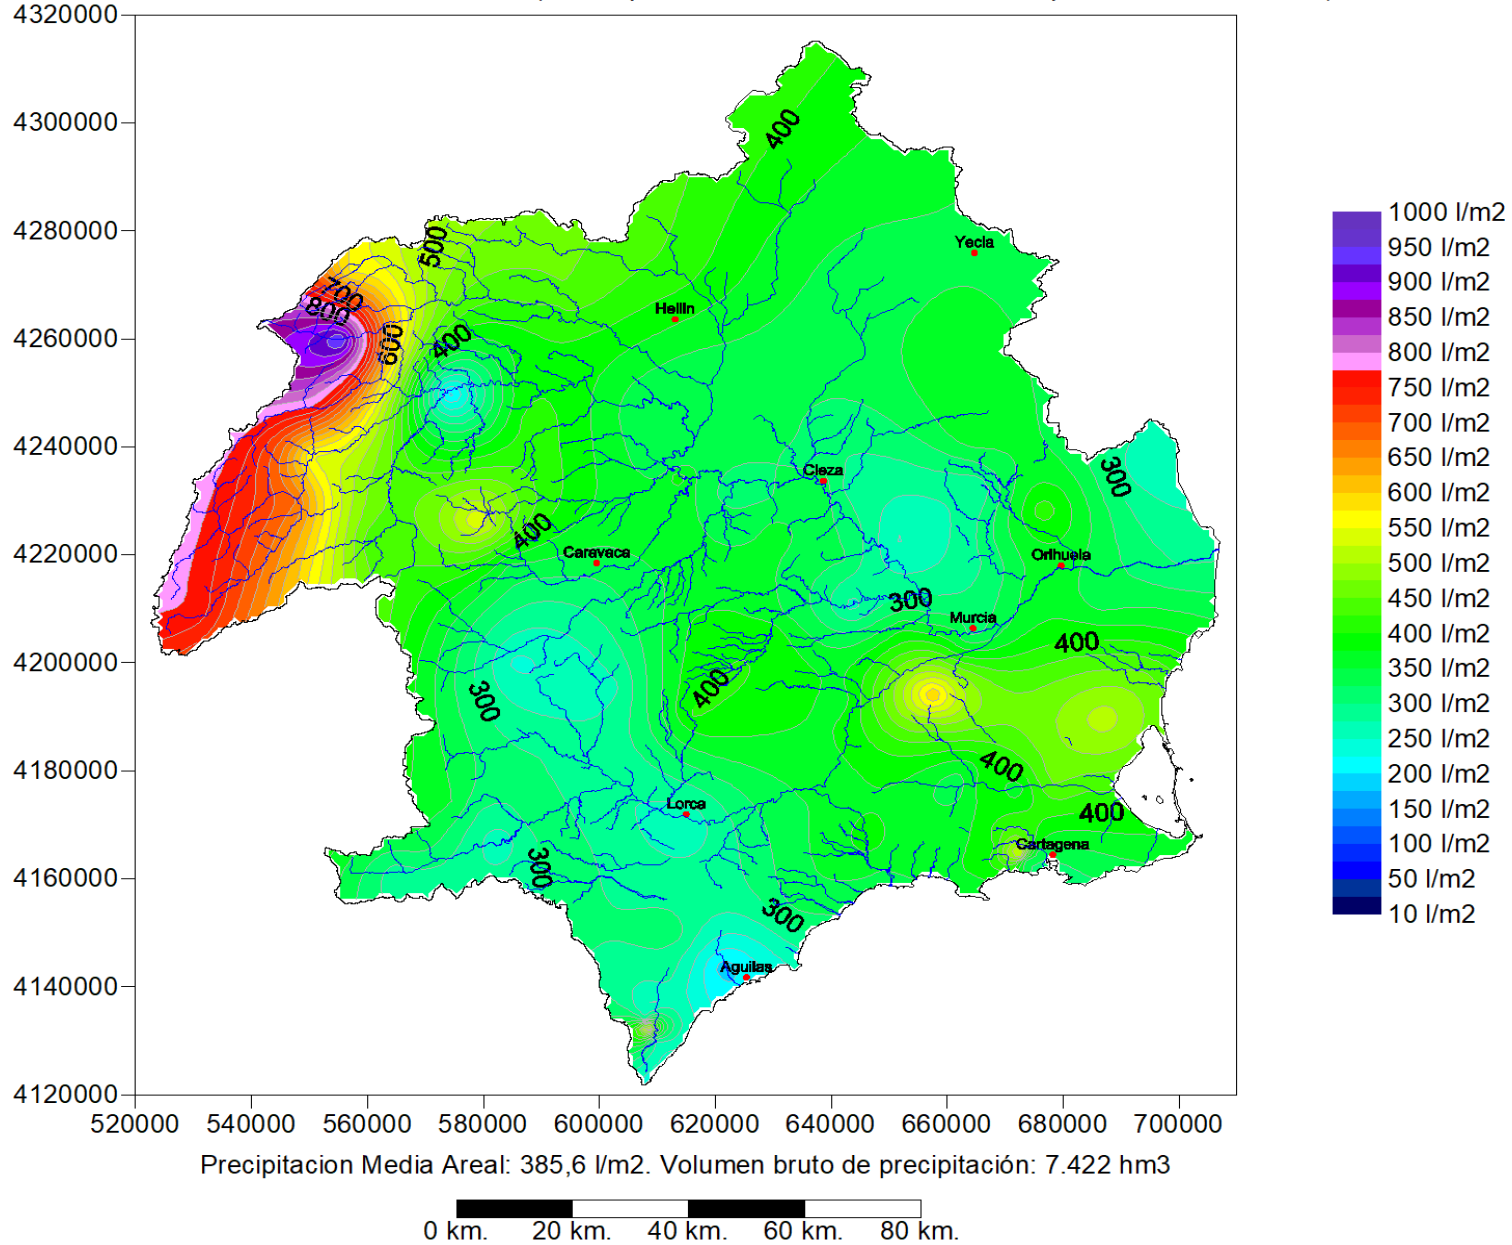 4320000
4300000
4280000
4260000
4240000
4220000
4200000
4180000
4160000
4140000
4120000
520000 540000 560000 580000 600000 620000 640000 660000 680000 700000
400
500
Yecla
700
800
Hellin
600
400
Cieza
300
400
Caravaca
Orihuela
300
Murcia
400
300
400
400
Lorca
400
Cartagena
300
300
Aguilas
1000 l/m2
950 l/m2
900 l/m2
850 l/m2
800 l/m2
750 l/m2
700 l/m2
650 l/m2
600 l/m2
550 l/m2
500 l/m2
450 l/m2
400 l/m2
350 l/m2
300 l/m2
250 l/m2
200 l/m2
150 l/m2
100 l/m2
50 l/m2
10 l/m2
Precipitacion Media Areal: 385,6 l/m2. Volumen bruto de precipitación: 7.422 hm3
0 km. 20 km. 40 km. 60 km. 80 km.